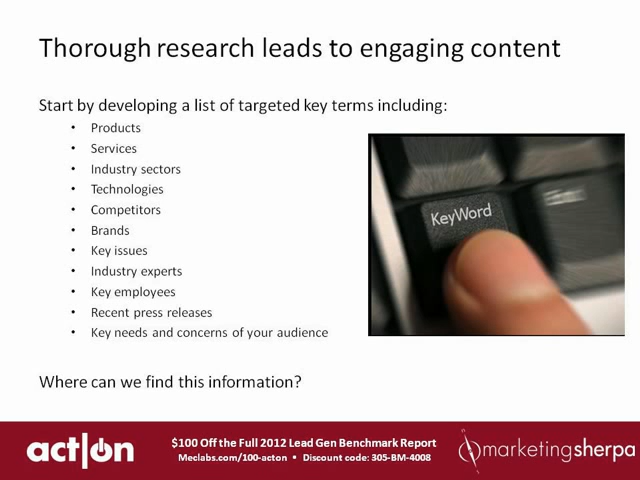 Thorough research leads to engaging content
Start by developing a list of targeted key terms including:
• Products
• Services
• Industry sectors
• Technologies
• Competitors
• Brands
• Key issues
• Industry experts
• Key employees
• Recent press releases
• Key needs and concerns of your audience
KeyWord
Where can we find this information?
act|on
$100 Off the Full 2012 Lead Gen Benchmark Report
Meclabs.com/100-acton • Discount code: 305-BM-4008
marketingsherpa